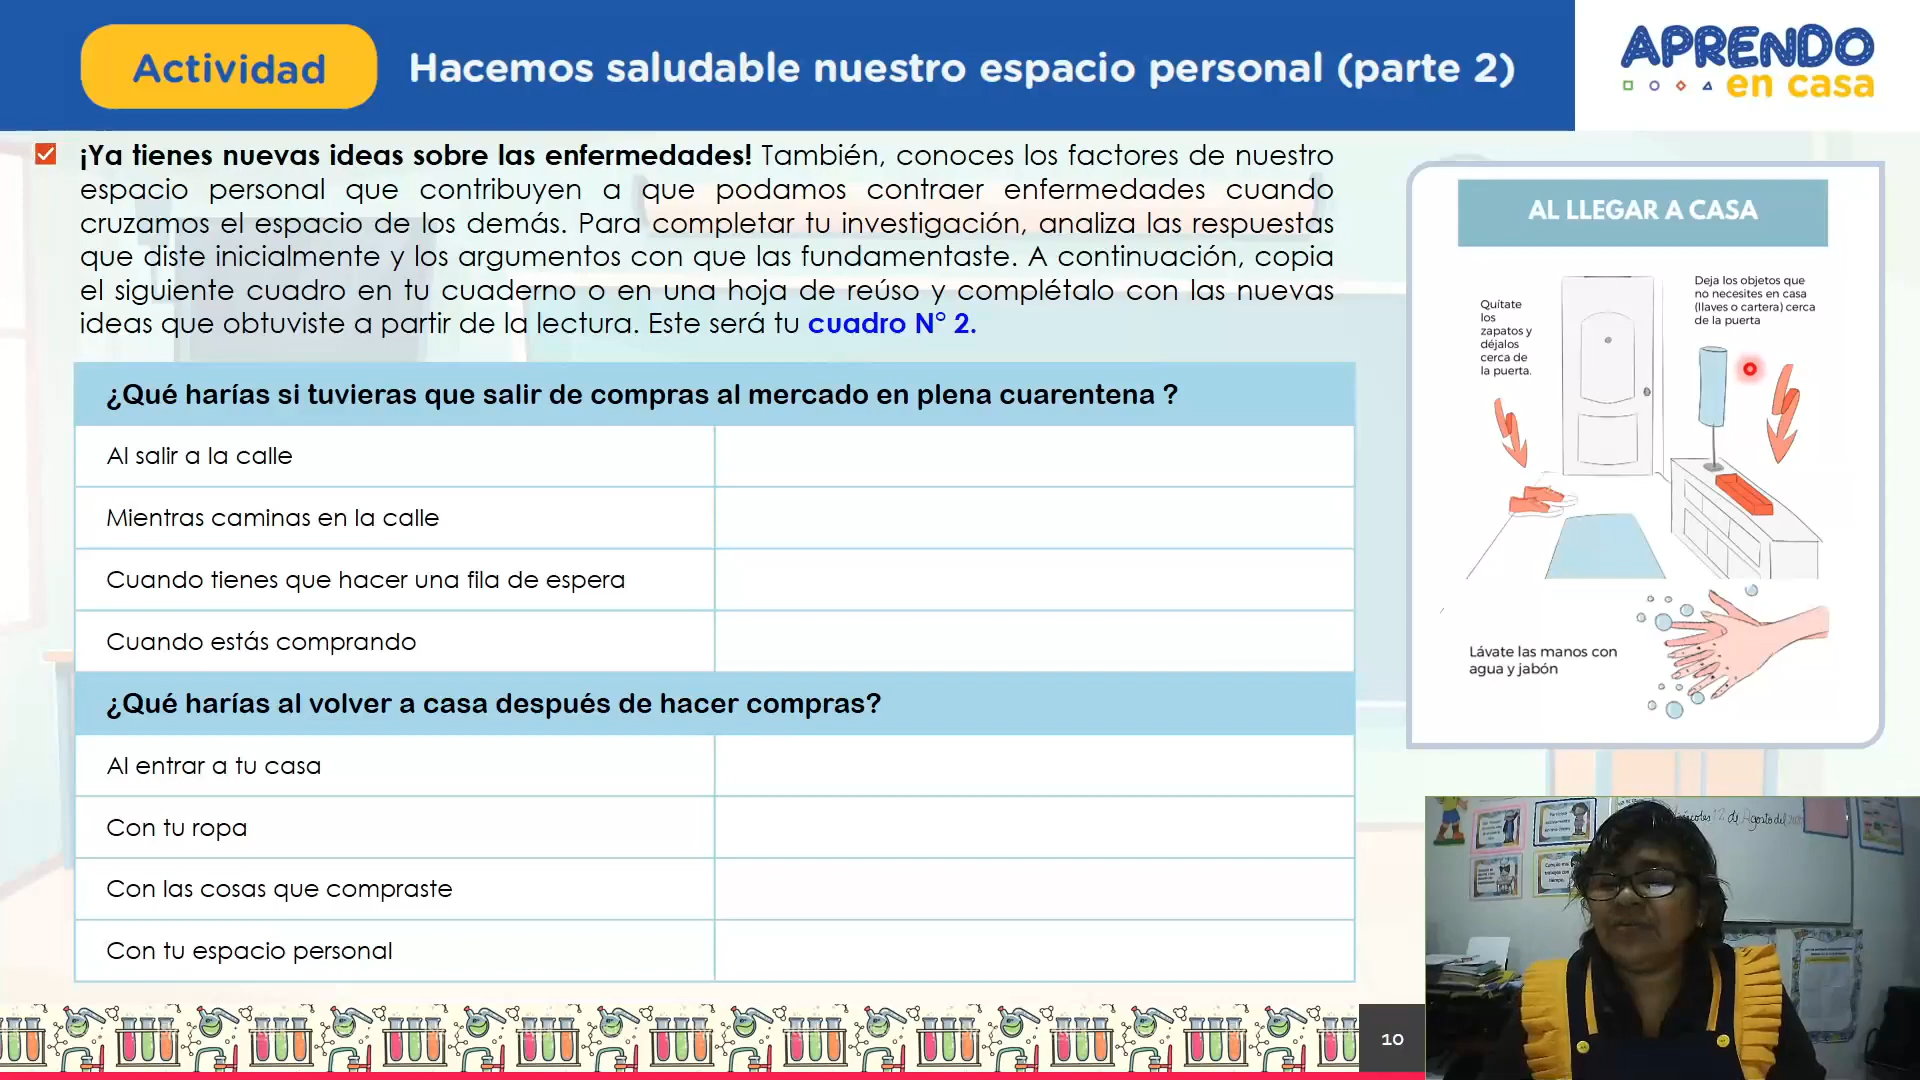 Actividad
Hacemos saludable nuestro espacio personal (parte 2)
APRENDO
en casa
¡Ya tienes nuevas ideas sobre las enfermedades! También, conoces los factores de nuestro
espacio personal que contribuyen a que podamos contraer enfermedades cuando
cruzamos el espacio de los demás. Para completar tu investigación, analiza las respuestas
que diste inicialmente y los argumentos con que las fundamentaste. A continuación, copia
el siguiente cuadro en tu cuaderno o en una hoja de reúso y complétalo con las nuevas
ideas que obtuviste a partir de la lectura. Este será tu cuadro N° 2.
¿Qué harías si tuvieras que salir de compras al mercado en plena cuarentena ?
Al salir a la calle
Mientras caminas en la calle
Cuando tienes que hacer una fila de espera
Cuando estás comprando
¿Qué harías al volver a casa después de hacer compras?
Al entrar a tu casa
Con tu ropa
Con las cosas que compraste
Con tu espacio personal
AL LLEGAR A CASA
Quítate
los
zapatos y
déjalos
cerca de
la puerta.
Deja los objetos que
no necesites en casa
(llaves o cartera) cerca
de la puerta
Lávate las manos con
agua y jabón
12 de Agosto del
10